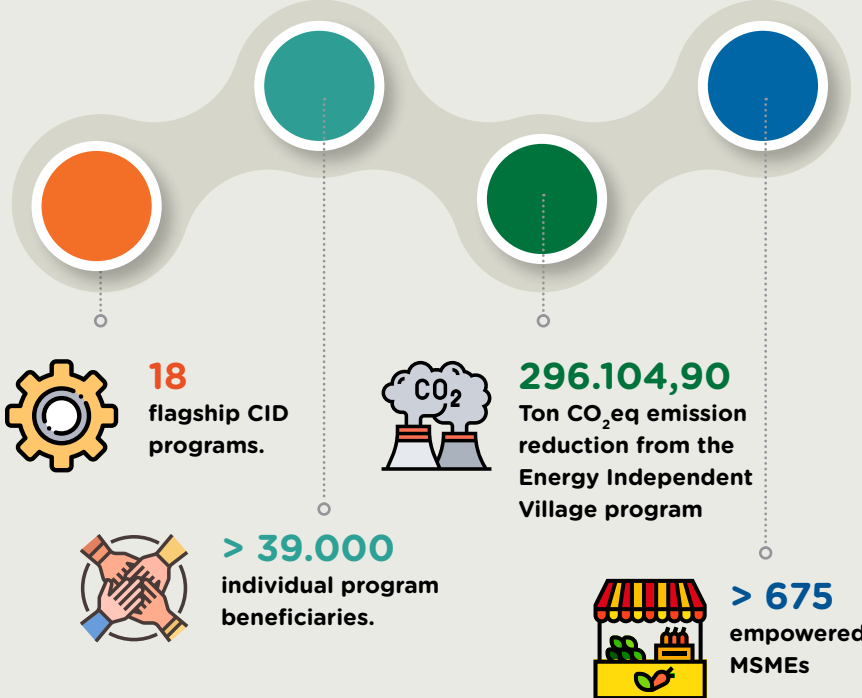 18
flagship CID
programs.
> 39.000
individual program
beneficiaries.
CO₂
296.104,90
Ton CO₂eq emission
reduction from the
Energy Independent
Village program
> 675
empowered
MSMEs